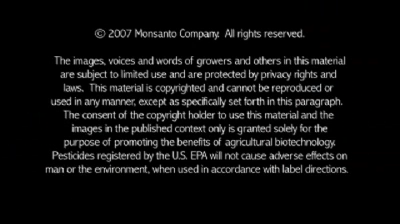 © 2007 Monsanto Company. All rights reserved.
The images, voices and words of growers and others in this material
are subject to limited use and are protected by privacy rights and
laws. This material is copyrighted and cannot be reproduced or
used in any manner, except as specifically set forth in this paragraph.
The consent of the copyright holder to use this material and the
images in the published context only is granted solely for the
purpose of promoting the benefits of agricultural biotechnology.
Pesticides registered by the U.S. EPA will not cause adverse effects on
man or the environment, when used in accordance with label directions.